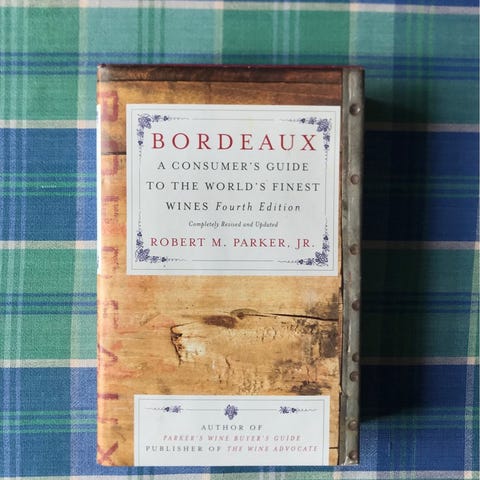 BORDEAUX
A CONSUMER'S GUIDE
TO THE WORLD'S FINEST
WINES Fourth Edition
Completely Revised and Updated
ROBERT M. PARKER, JR.
AUTHOR OF
PARKER'S WINE BUYER'S GUIDE
PUBLISHER OF THE WINE ADVOCATE